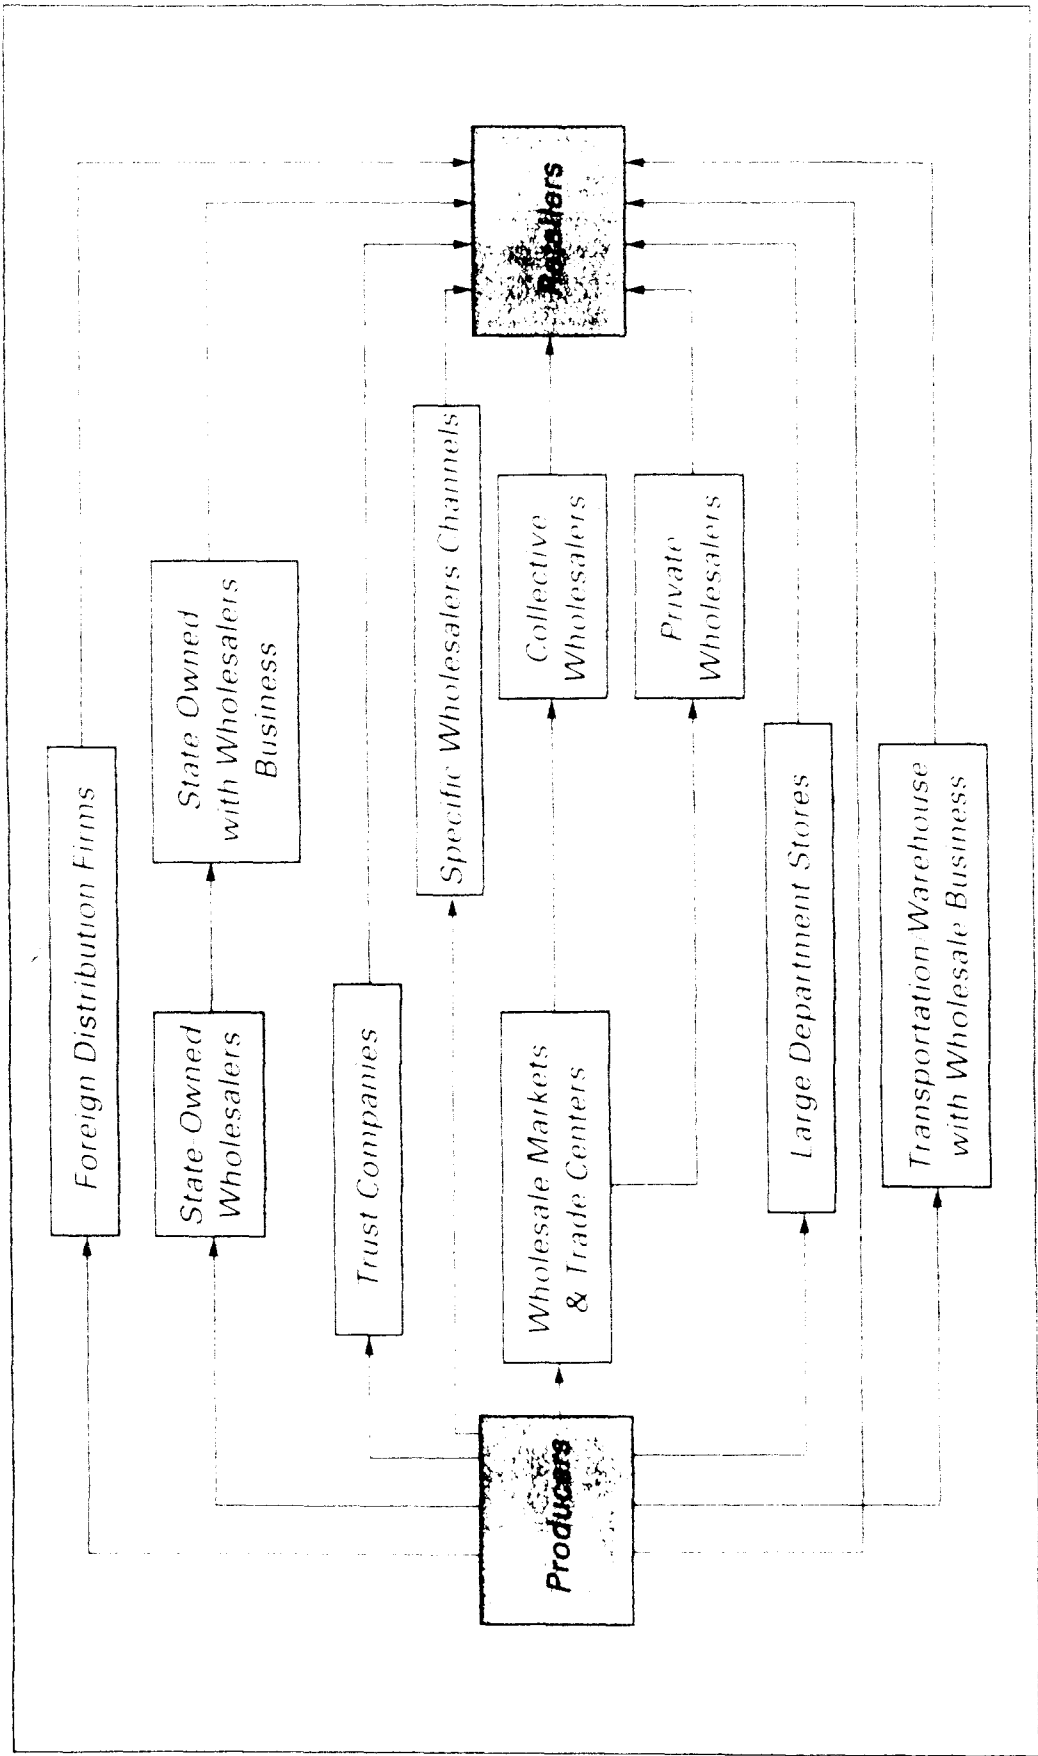 Foreign Distribution Firms
State-Owned
Wholesalers
State Owned
with Wholesalers
Business
Trust Companies
Specific Wholesalers Channels
Producers
Wholesale Markets
& Trade Centers
Collective
Wholesalers
Retailers
Private
Wholesalers
Large Department Stores
Transportation Warehouse
with Wholesale Business